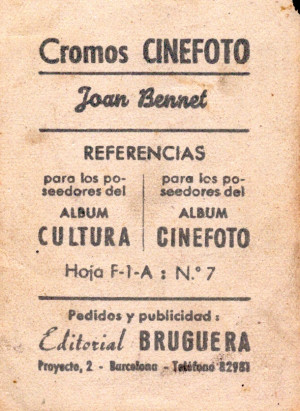 Cromos CINEFOTO
Joan Bennet
REFERENCIAS
para los po-
seedores del
ALBUM
CULTURA
para los po-
seedores del
ALBUM
CINEFOTO
Hoja F-1-A : N.° 7
Pedidos y publicidad:
Editorial BRUGUERA
Proyecto, 2 - Barcelona - Teléfono 82981